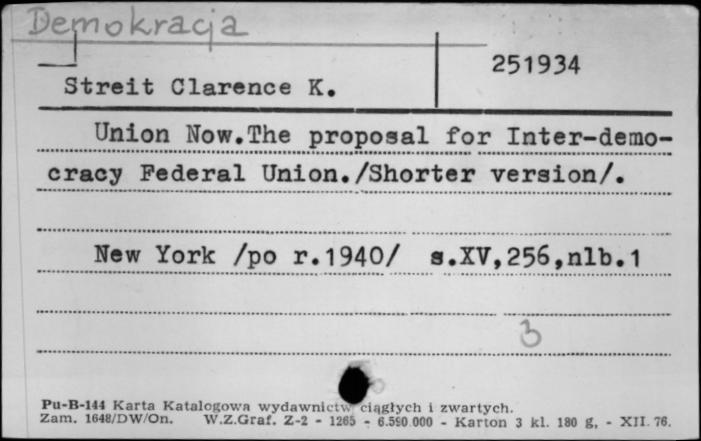 Demokracja
251934
Streit Clarence K.
Union Now.The proposal for Inter-demo-
cracy Federal Union./Shorter version/.
New York /po r.1940/ s.XV,256,nlb.1
3
Pu-B-144 Karta Katalogowa wydawnictw ciągłych i zwartych.
Zam. 1648/DW/On. W.Z.Graf. Z-2 - 1265 - 6.590.000 - Karton 3 kl. 180 g, - XII. 76.